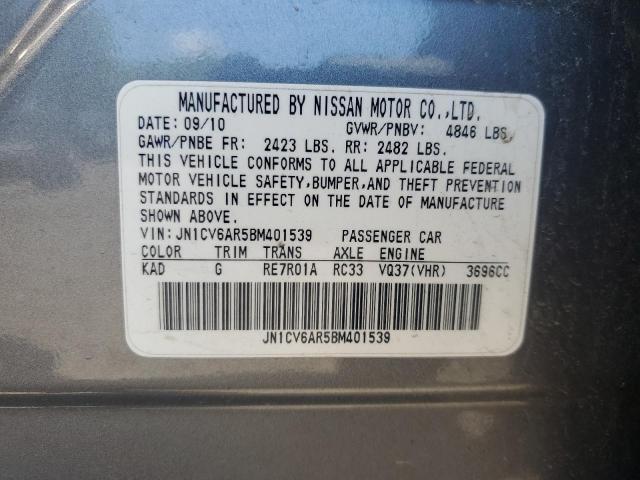 MANUFACTURED BY NISSAN MOTOR CO.,LTD.
DATE: 09/10 GVWR/PNBV: 4846 LBS.
GAWR/PNBE FR: 2423 LBS. RR: 2482 LBS.
THIS VEHICLE CONFORMS TO ALL APPLICABLE FEDERAL
MOTOR VEHICLE SAFETY,BUMPER,AND THEFT PREVENTION
STANDARDS IN EFFECT ON THE DATE OF MANUFACTURE
SHOWN ABOVE.
VIN:JN1CV6AR5BM401539 PASSENGER CAR
COLOR TRIM TRANS AXLE ENGINE
KAD G RE7R01A RC33 VQ37(VHR) 3696CC
JN1CV6AR5BM401539